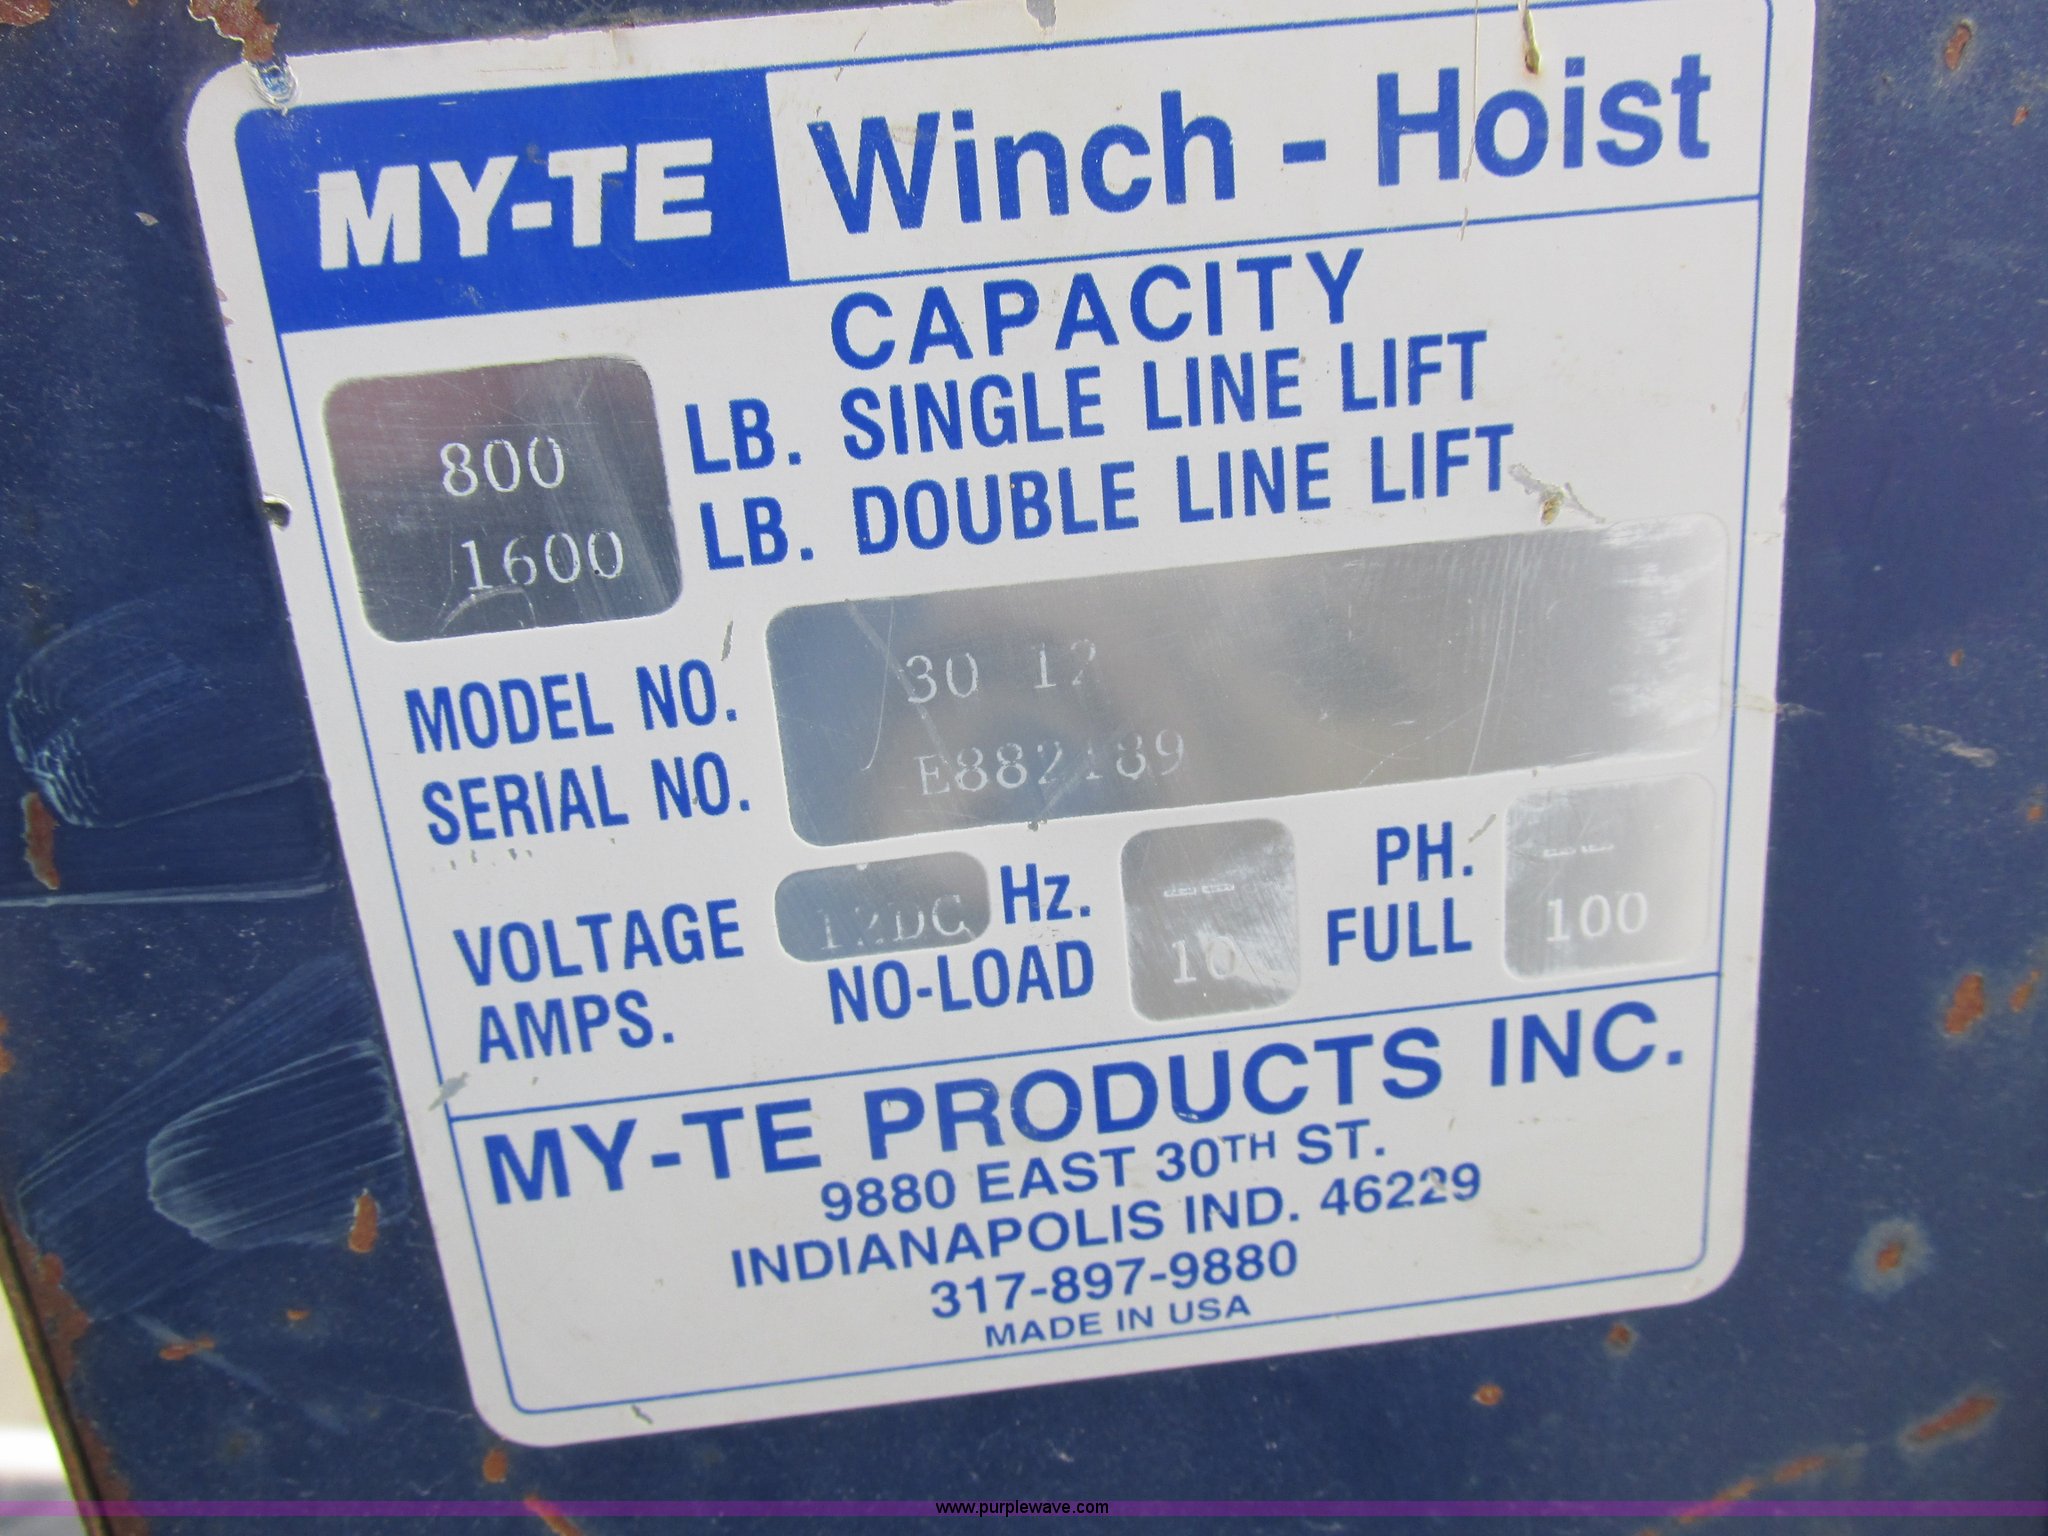 MY-TE Winch - Hoist
CAPACITY
800 LB. SINGLE LINE LIFT
1600 LB. DOUBLE LINE LIFT
MODEL NO. 30 12
SERIAL NO.
VOLTAGE 12DC Hz. -- PH. --
AMPS. NO-LOAD 10 FULL 100
MY-TE PRODUCTS INC.
9880 EAST 30TH ST.
INDIANAPOLIS IND. 46229
317-897-9880
MADE IN USA
www.purplewave.com